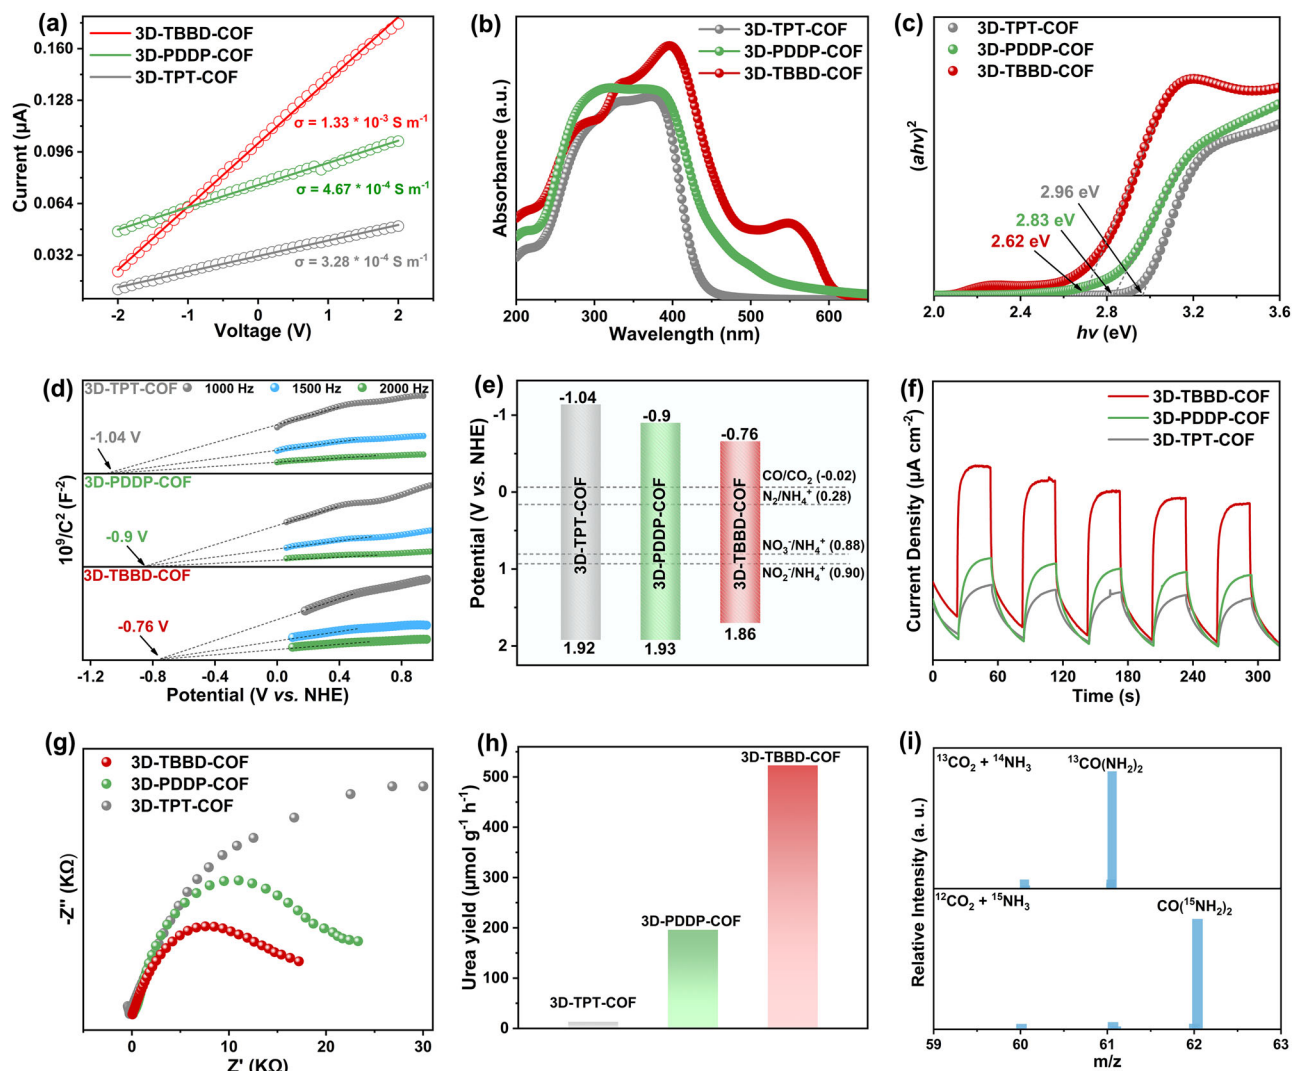 (a)
3D-TBBD-COF
3D-PDDP-COF
3D-TPT-COF
σ = 1.33 * 10⁻³ S m⁻¹
σ = 4.67 * 10⁻⁴ S m⁻¹
σ = 3.28 * 10⁻⁴ S m⁻¹
0.160
0.128
0.096
0.064
0.032
Current (µA)
-2 -1 0 1 2
Voltage (V)
(b)
3D-TPT-COF
3D-PDDP-COF
3D-TBBD-COF
Absorbance (a.u.)
200 300 400 500 600
Wavelength (nm)
(c)
3D-TPT-COF
3D-PDDP-COF
3D-TBBD-COF
2.96 eV
2.83 eV
2.62 eV
(ahv)²
2.0 2.4 2.8 3.2 3.6
hv (eV)
(d)
3D-TPT-COF
1000 Hz 1500 Hz 2000 Hz
-1.04 V
3D-PDDP-COF
-0.9 V
3D-TBBD-COF
-0.76 V
10⁹/C² (F⁻²)
-1.2 -0.8 -0.4 0.0 0.4 0.8
Potential (V vs. NHE)
(e)
-1
0
1
2
Potential (V vs. NHE)
-1.04
-0.9
-0.76
3D-TPT-COF
3D-PDDP-COF
3D-TBBD-COF
1.92
1.93
1.86
CO/CO₂ (-0.02)
N₂/NH₄⁺ (0.28)
NO₃⁻/NH₄⁺ (0.88)
NO₂⁻/NH₄⁺ (0.90)
(f)
3D-TBBD-COF
3D-PDDP-COF
3D-TPT-COF
Current Density (µA cm⁻²)
0 60 120 180 240 300
Time (s)
(g)
3D-TBBD-COF
3D-PDDP-COF
3D-TPT-COF
-Z'' (KΩ)
0 10 20 30
Z' (KΩ)
(h)
3D-TBBD-COF
3D-PDDP-COF
3D-TPT-COF
500
400
300
200
100
0
Urea yield (µmol g⁻¹ h⁻¹)
(i)
¹³CO₂ + ¹⁴NH₃
¹³CO(NH₂)₂
¹²CO₂ + ¹⁵NH₃
CO(¹⁵NH₂)₂
Relative Intensity (a. u.)
59 60 61 62 63
m/z